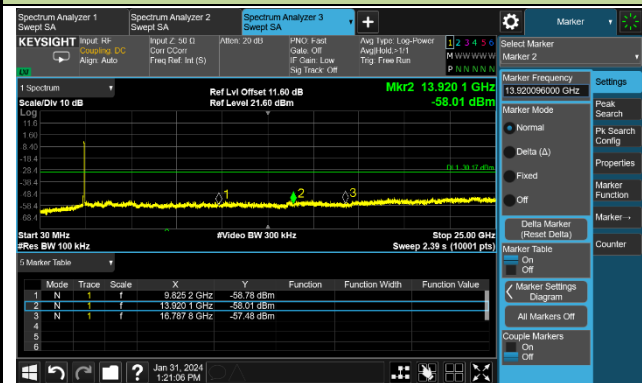 Spectrum Analyzer 1
Swept SA
Spectrum Analyzer 2
Swept SA
Spectrum Analyzer 3
Swept SA
Marker
KEYSIGHT
Input: RF
Coupling: DC
Align: Auto
Input Z: 50 Ω
Corr CCorr
Freq Ref: Int (S)
Atten: 20 dB
PNO: Fast
Gate: Off
IF Gain: Low
Sig Track: Off
Avg Type: Log-Power
Avg|Hold:>1/1
Trig: Free Run
1 2 3 4 5 6
M W W W W W
P N N N N N
Select Marker
Marker 2
1 Spectrum
Scale/Div 10 dB
Ref Lvl Offset 11.60 dB
Ref Level 21.60 dBm
Mkr2 13.920 1 GHz
-58.01 dBm
Log
11.6
1.60
-8.40
-18.4
-28.4
-38.4
-48.4
-58.4
-68.4
1
2
3
Start 30 MHz
#Res BW 100 kHz
#Video BW 300 kHz
Stop 25.00 GHz
Sweep 2.39 s (10001 pts)
5 Marker Table
Mode Trace Scale X Y Function Function Width Function Value
1 N 1 f 9.825 2 GHz -58.78 dBm
2 N 1 f 13.920 1 GHz -58.01 dBm
3 N 1 f 16.787 8 GHz -57.48 dBm
4
5
6
Jan 31, 2024
1:21:06 PM
Marker Frequency
13.920096000 GHz
Marker Mode
Normal
Delta (Δ)
Fixed
Off
Delta Marker
(Reset Delta)
Marker Table
On
Off
Marker Settings
Diagram
All Markers Off
Couple Markers
On
Off
Settings
Peak
Search
Pk Search
Config
Properties
Marker
Function
Marker→
Counter